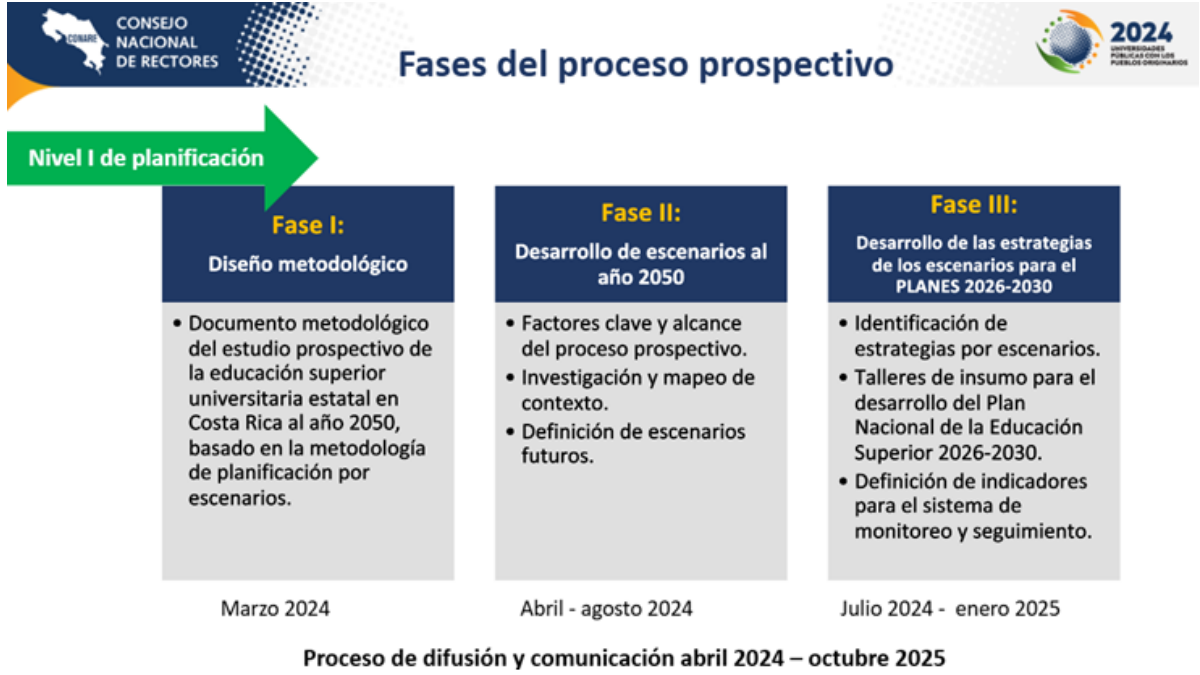 CONARE
CONSEJO
NACIONAL
DE RECTORES
Fases del proceso prospectivo
2024
UNIVERSIDADES
PÚBLICAS CON LOS
PUEBLOS ORIGINARIOS
Nivel I de planificación
Fase I:
Diseño metodológico
• Documento metodológico
del estudio prospectivo de
la educación superior
universitaria estatal en
Costa Rica al año 2050,
basado en la metodología
de planificación por
escenarios.
Marzo 2024
Fase II:
Desarrollo de escenarios al
año 2050
• Factores clave y alcance
del proceso prospectivo.
• Investigación y mapeo de
contexto.
• Definición de escenarios
futuros.
Abril - agosto 2024
Fase III:
Desarrollo de las estrategias
de los escenarios para el
PLANES 2026-2030
• Identificación de
estrategias por escenarios.
• Talleres de insumo para el
desarrollo del Plan
Nacional de la Educación
Superior 2026-2030.
• Definición de indicadores
para el sistema de
monitoreo y seguimiento.
Julio 2024 - enero 2025
Proceso de difusión y comunicación abril 2024 – octubre 2025